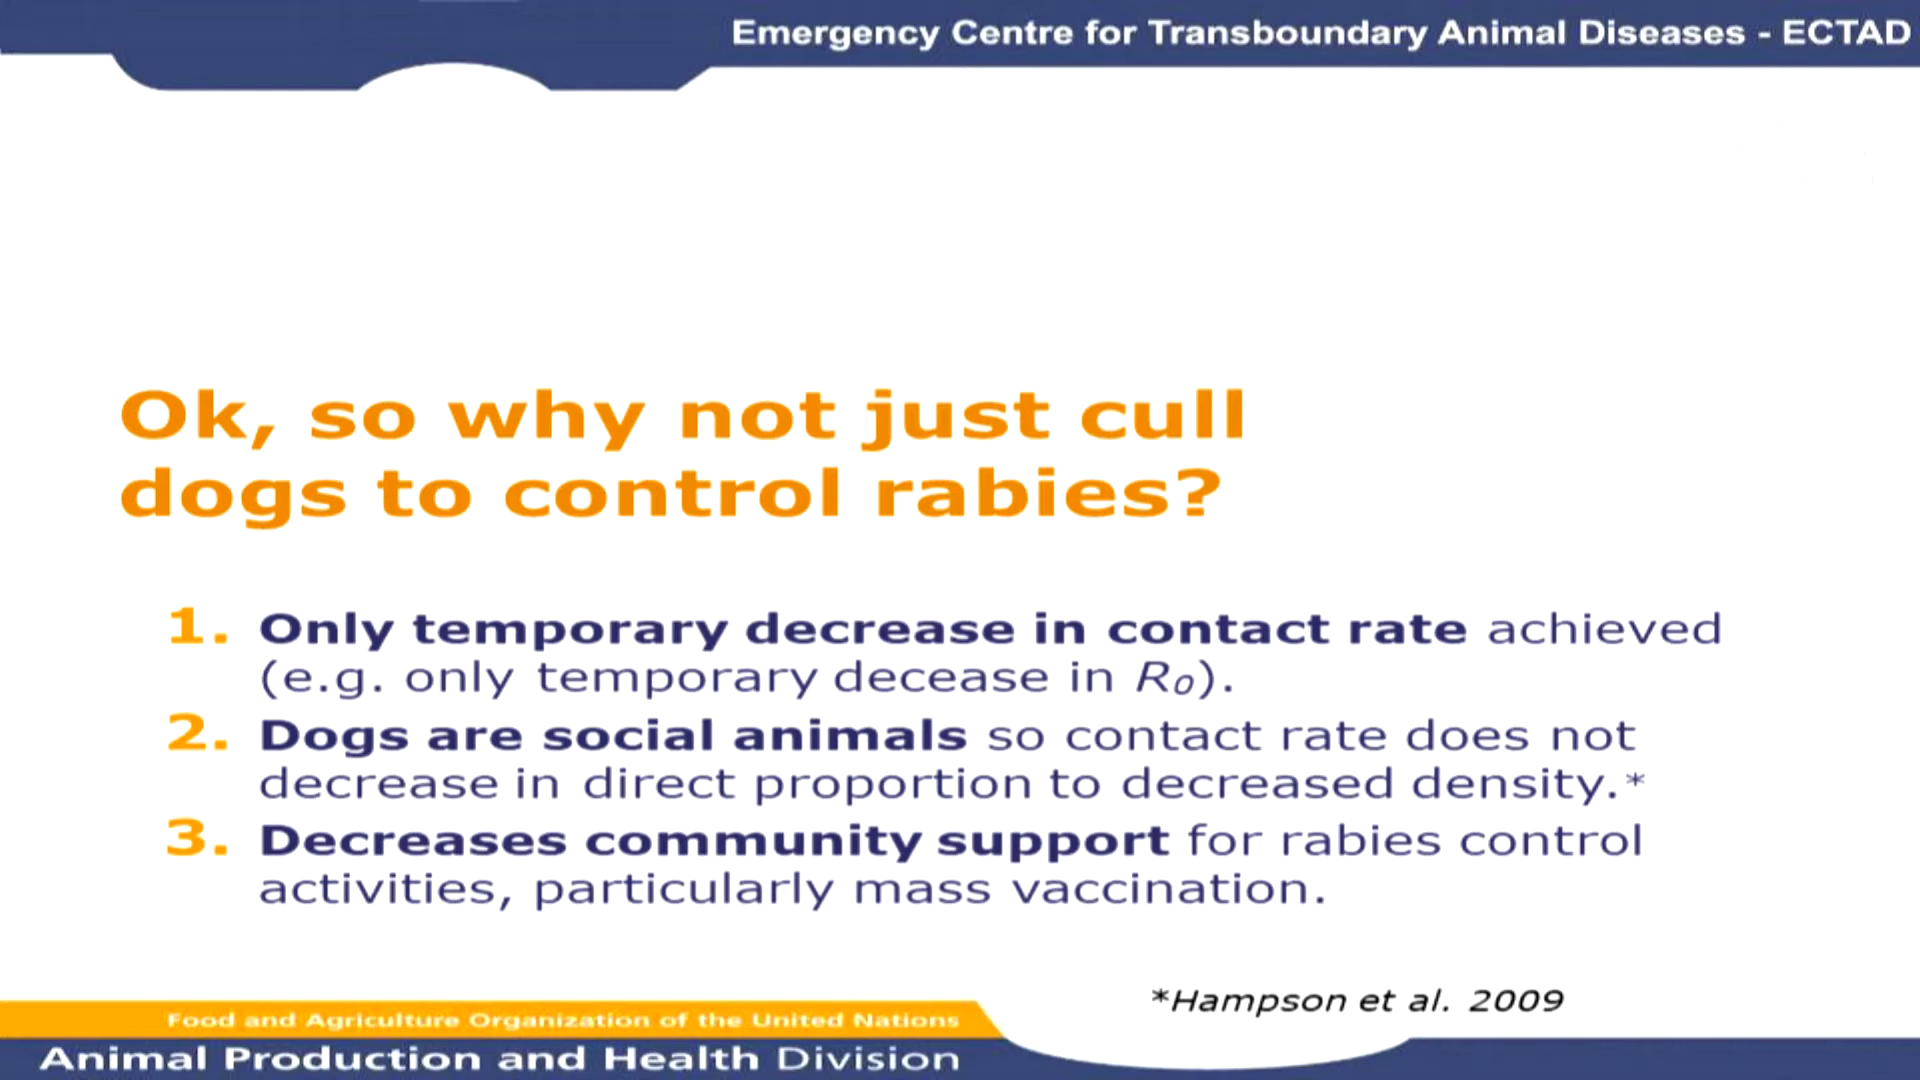 Emergency Centre for Transboundary Animal Diseases - ECTAD
Ok, so why not just cull
dogs to control rabies?
1. Only temporary decrease in contact rate achieved
(e.g. only temporary decease in R₀).
2. Dogs are social animals so contact rate does not
decrease in direct proportion to decreased density.*
3. Decreases community support for rabies control
activities, particularly mass vaccination.
*Hampson et al. 2009
Food and Agriculture Organization of the United Nations
Animal Production and Health Division